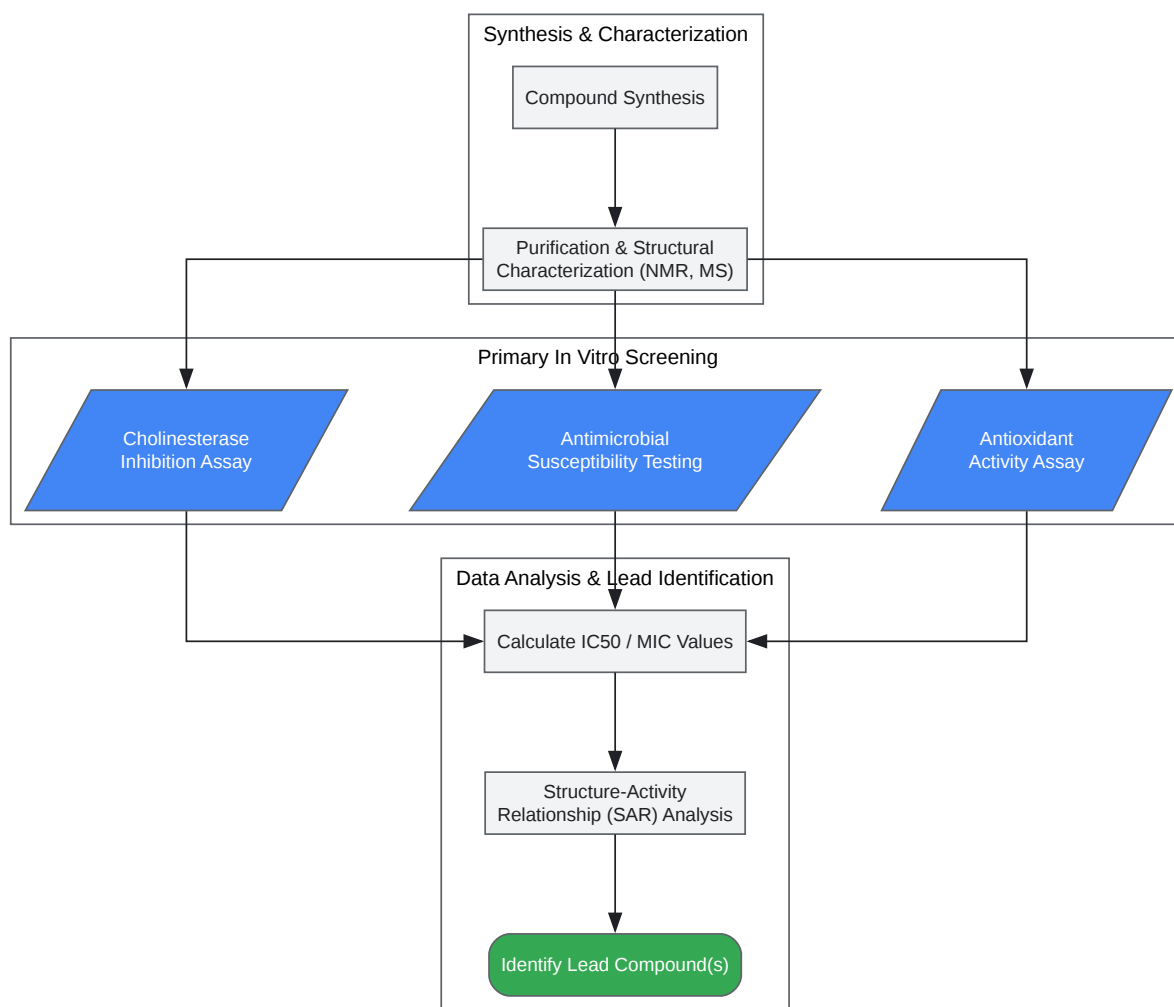 Synthesis & Characterization
Compound Synthesis
Purification & Structural
Characterization (NMR, MS)
Primary In Vitro Screening
Cholinesterase
Inhibition Assay
Antimicrobial
Susceptibility Testing
Antioxidant
Activity Assay
Data Analysis & Lead Identification
Calculate IC50 / MIC Values
Structure-Activity
Relationship (SAR) Analysis
Identify Lead Compound(s)